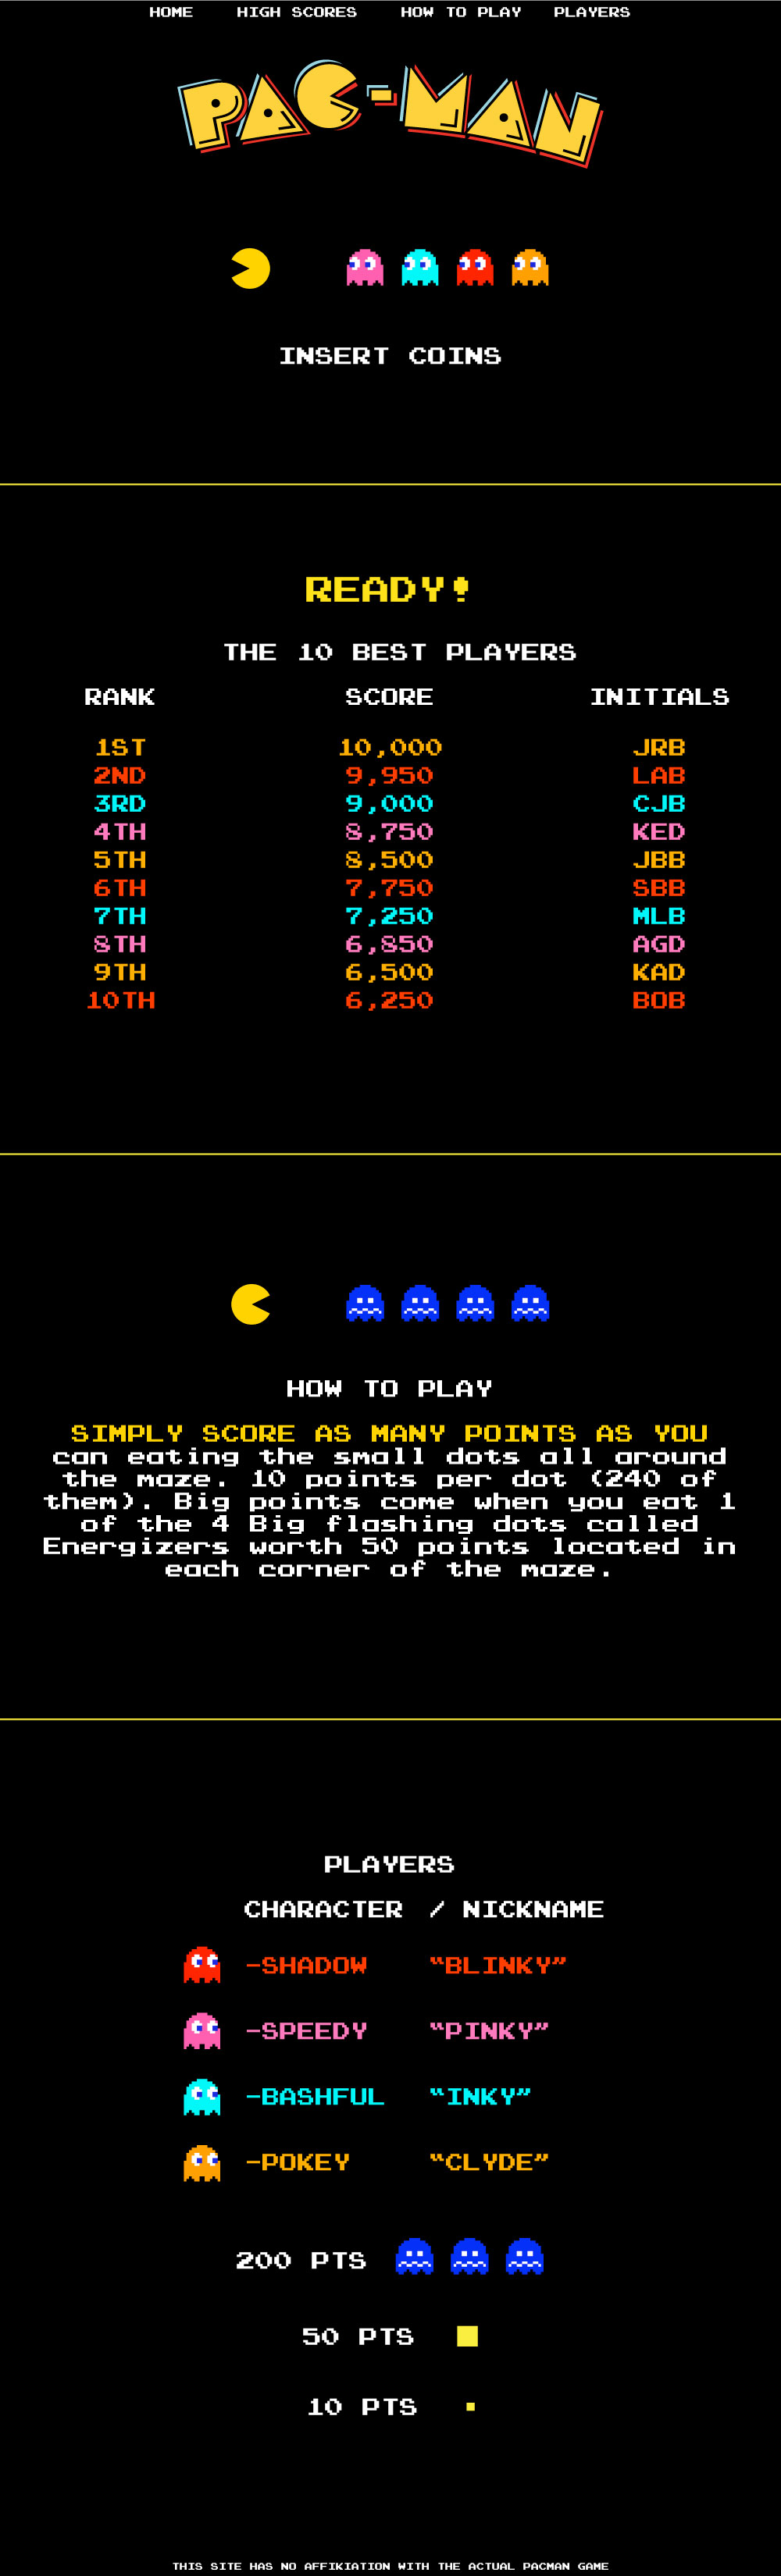 HOME HIGH SCORES HOW TO PLAY PLAYERS
PAC-MAN
INSERT COINS
READY!
THE 10 BEST PLAYERS
RANK SCORE INITIALS
1ST 10,000 JRB
2ND 9,950 LAB
3RD 9,000 CJB
4TH 8,750 KED
5TH 8,500 JBB
6TH 7,750 SBB
7TH 7,250 MLB
8TH 6,850 AGD
9TH 6,500 KAD
10TH 6,250 BOB
HOW TO PLAY
SIMPLY SCORE AS MANY POINTS AS YOU
can eating the small dots all around
the maze. 10 points per dot (240 of
them). Big points come when you eat 1
of the 4 Big flashing dots called
Energizers worth 50 points located in
each corner of the maze.
PLAYERS
CHARACTER / NICKNAME
-SHADOW “BLINKY”
-SPEEDY “PINKY”
-BASHFUL “INKY”
-POKEY “CLYDE”
200 PTS
50 PTS
10 PTS
THIS SITE HAS NO AFFIKIATION WITH THE ACTUAL PACMAN GAME